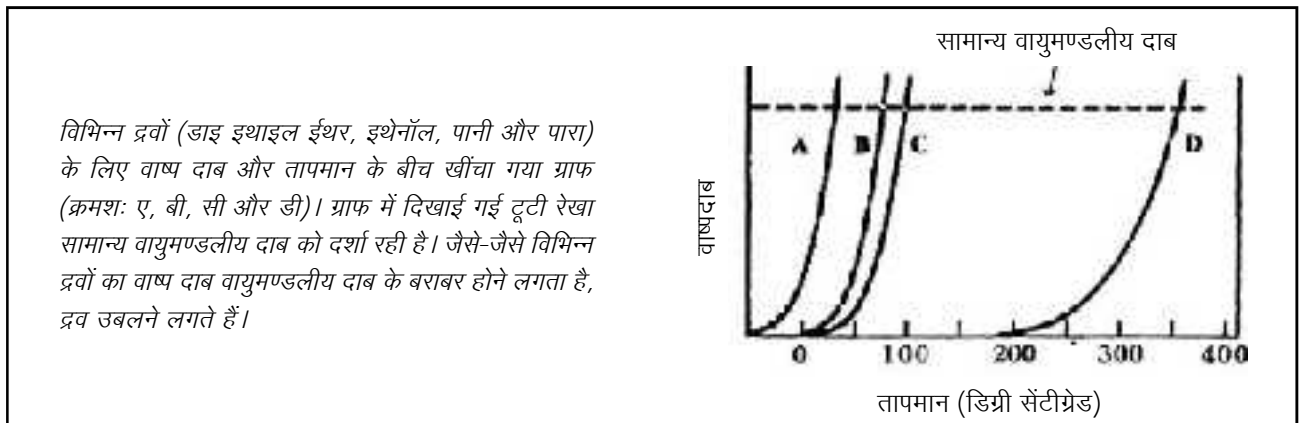 सामान्य वायुमण्डलीय दाब
विभिन्न द्रवों (डाइ इथाइल ईथर, इथेनॉल, पानी और पारा)
के लिए वाष्प दाब और तापमान के बीच खींचा गया ग्राफ
(क्रमशः ए, बी, सी और डी)। ग्राफ में दिखाई गई टूटी रेखा
सामान्य वायुमण्डलीय दाब को दर्शा रही है। जैसे-जैसे विभिन्न
द्रवों का वाष्प दाब वायुमण्डलीय दाब के बराबर होने लगता है,
द्रव उबलने लगते हैं।
वाष्पदाब
A B C D
0 100 200 300 400
तापमान (डिग्री सेंटीग्रेड)